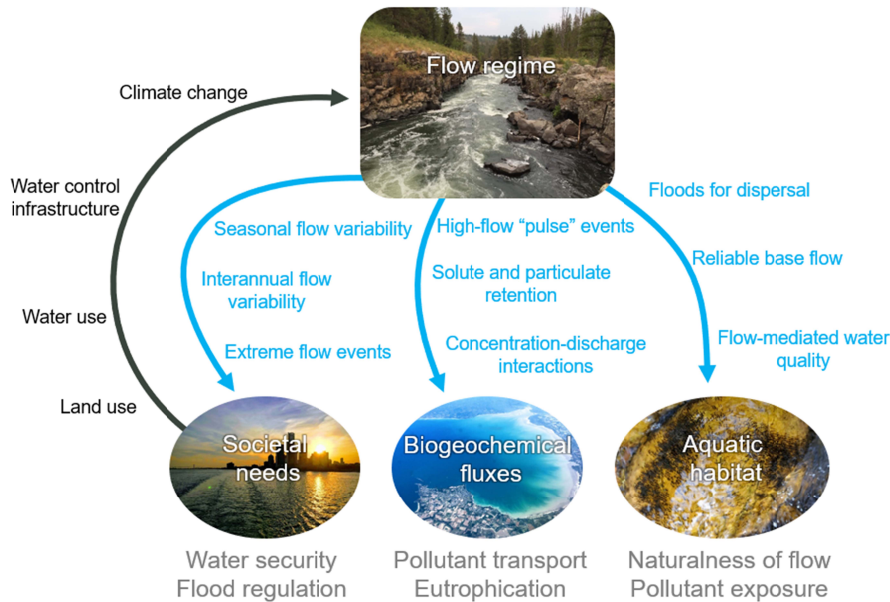 Flow regime
Climate change
Water control
infrastructure
Water use
Land use
Seasonal flow variability
Interannual flow
variability
Extreme flow events
High-flow “pulse” events
Solute and particulate
retention
Concentration-discharge
interactions
Floods for dispersal
Reliable base flow
Flow-mediated water
quality
Societal
needs
Biogeochemical
fluxes
Aquatic
habitat
Water security
Flood regulation
Pollutant transport
Eutrophication
Naturalness of flow
Pollutant exposure